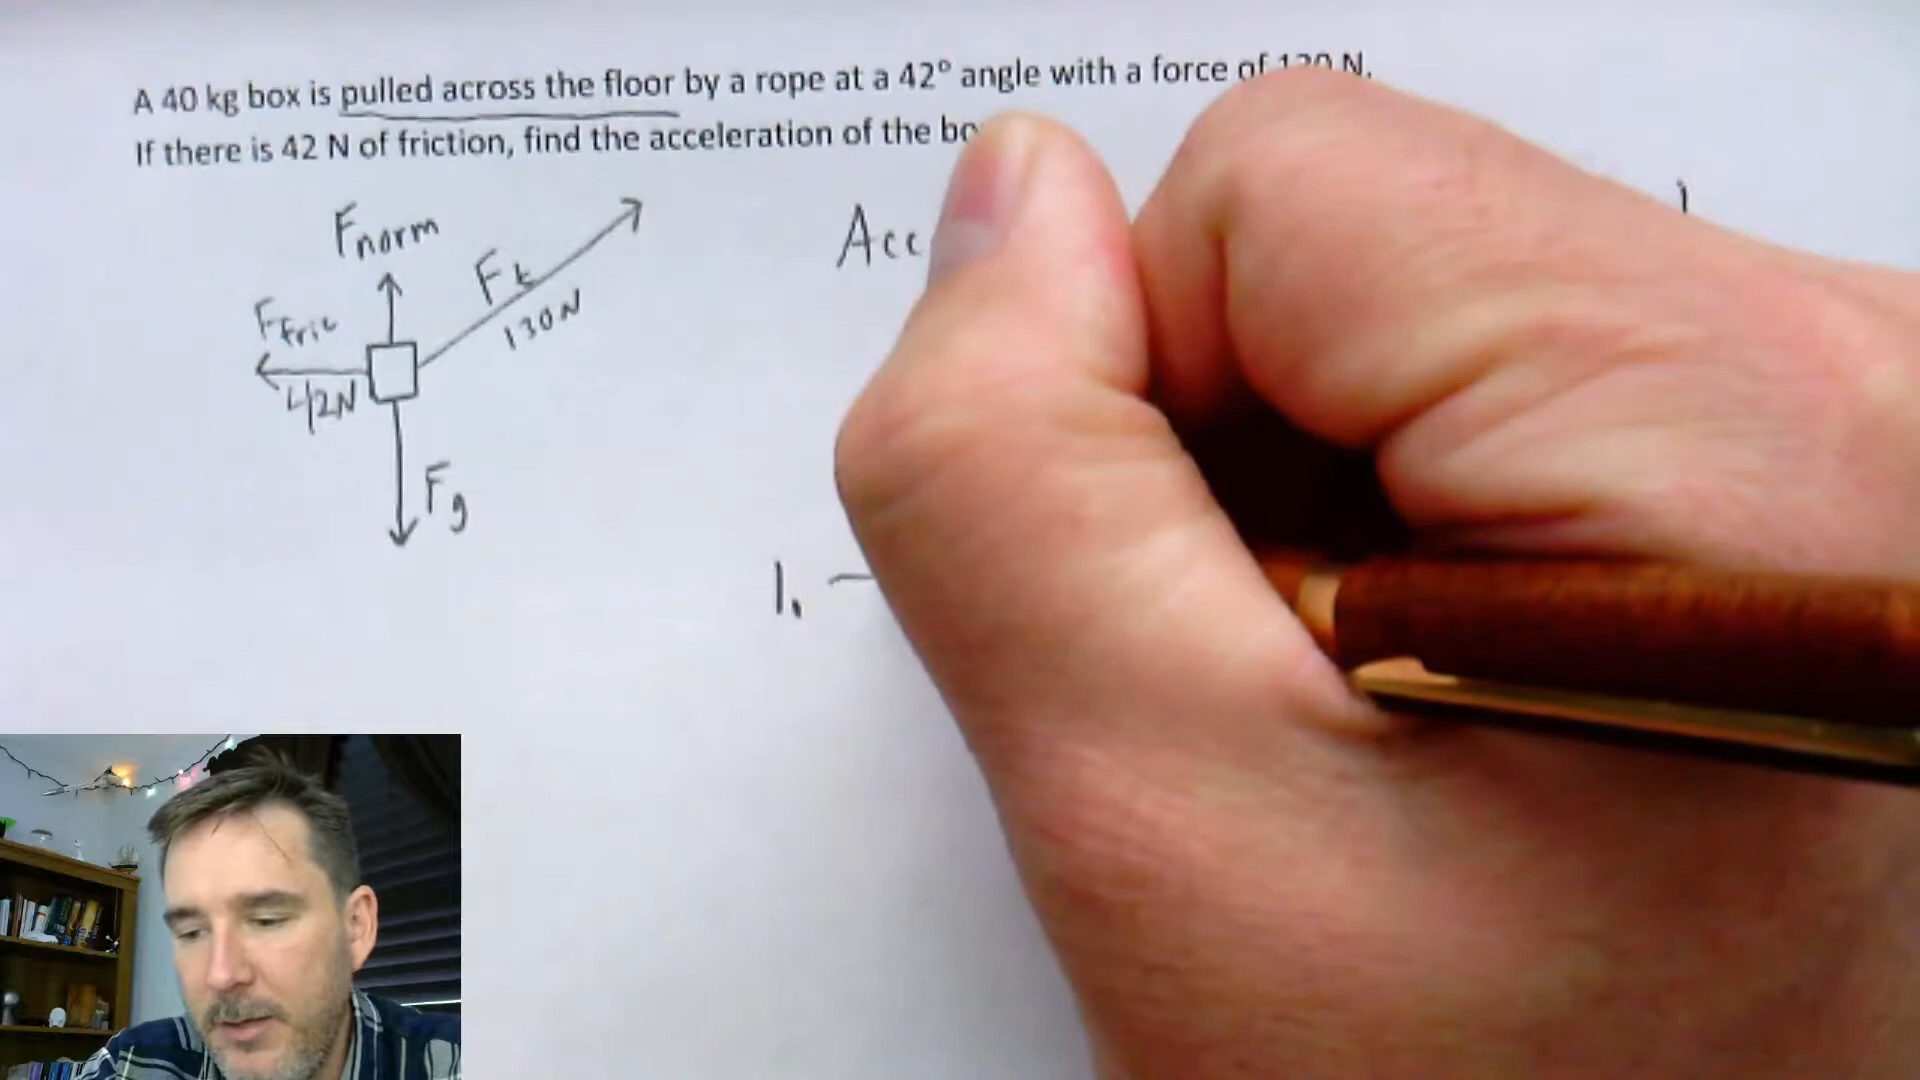 A 40 kg box is pulled across the floor by a rope at a 42° angle with a force of 130 N.
If there is 42 N of friction, find the acceleration of the
Fnorm
Ft
130N
Ffric
42N
Fg
Acc
1.